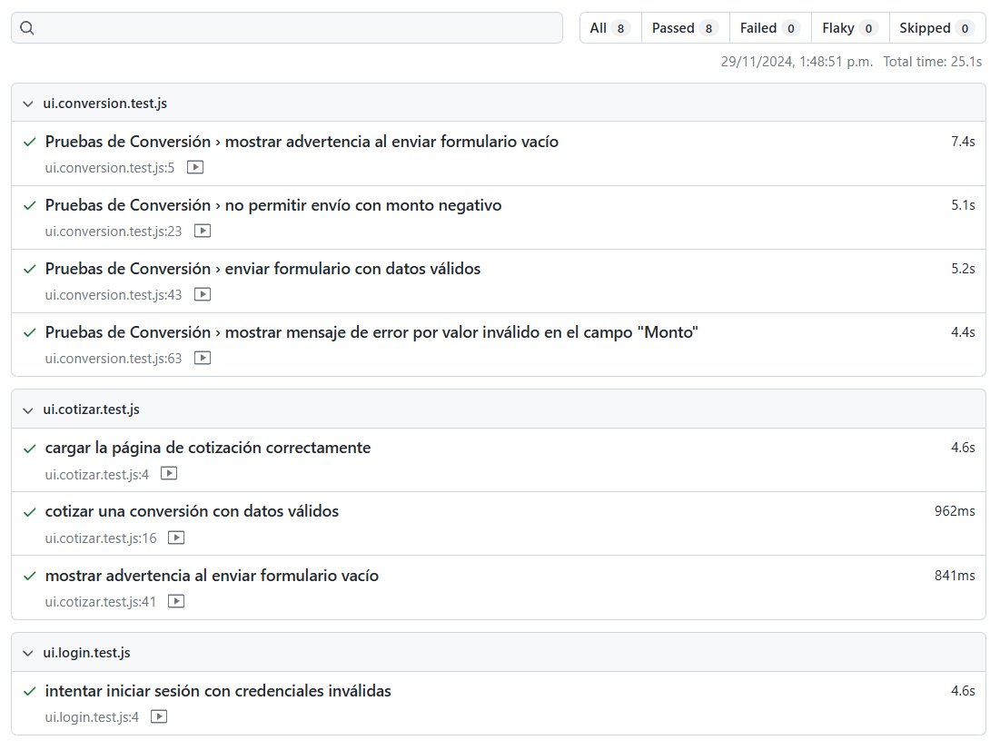 All 8 Passed 8 Failed 0 Flaky 0 Skipped 0
29/11/2024, 1:48:51 p.m. Total time: 25.1s
ui.conversion.test.js
Pruebas de Conversión › mostrar advertencia al enviar formulario vacío 7.4s
ui.conversion.test.js:5
Pruebas de Conversión › no permitir envío con monto negativo 5.1s
ui.conversion.test.js:23
Pruebas de Conversión › enviar formulario con datos válidos 5.2s
ui.conversion.test.js:43
Pruebas de Conversión › mostrar mensaje de error por valor inválido en el campo "Monto" 4.4s
ui.conversion.test.js:63
ui.cotizar.test.js
cargar la página de cotización correctamente 4.6s
ui.cotizar.test.js:4
cotizar una conversión con datos válidos 962ms
ui.cotizar.test.js:16
mostrar advertencia al enviar formulario vacío 841ms
ui.cotizar.test.js:41
ui.login.test.js
intentar iniciar sesión con credenciales inválidas 4.6s
ui.login.test.js:4